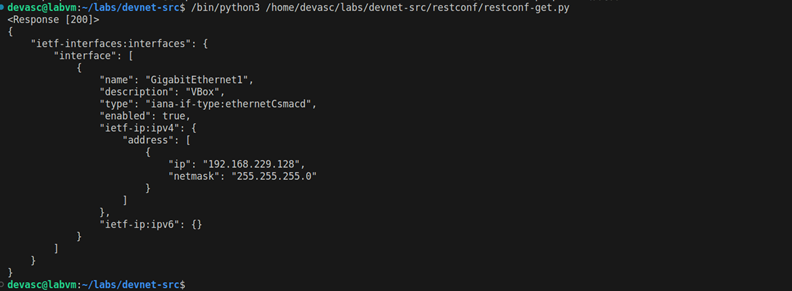 devasc@labvm:~/labs/devnet-src$ /bin/python3 /home/devasc/labs/devnet-src/restconf/restconf-get.py
<Response [200]>
{
    "ietf-interfaces:interfaces": {
        "interface": [
            {
                "name": "GigabitEthernet1",
                "description": "VBox",
                "type": "iana-if-type:ethernetCsmacd",
                "enabled": true,
                "ietf-ip:ipv4": {
                    "address": [
                        {
                            "ip": "192.168.229.128",
                            "netmask": "255.255.255.0"
                        }
                    ]
                },
                "ietf-ip:ipv6": {}
            }
        ]
    }
}
devasc@labvm:~/labs/devnet-src$